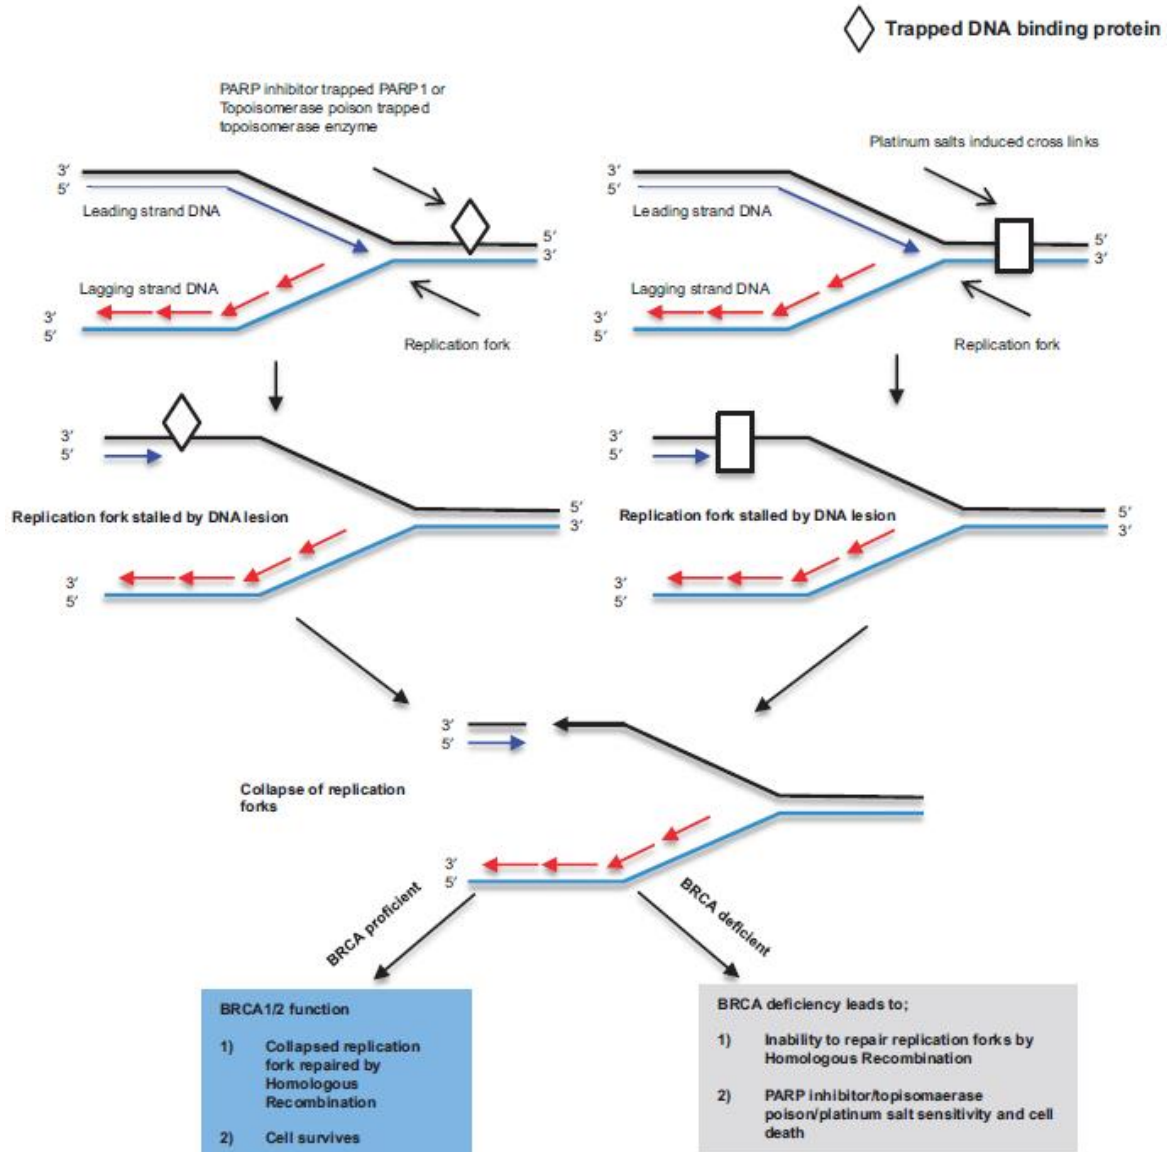 Trapped DNA binding protein
PARP inhibitor trapped PARP1 or
Topoisomerase poison trapped
topoisomerase enzyme
3′
5′
Leading strand DNA
5′
3′
Lagging strand DNA
3′
5′
Replication fork
Platinum salts induced cross links
3′
5′
Leading strand DNA
5′
3′
Lagging strand DNA
3′
5′
Replication fork
3′
5′
5′
3′
Replication fork stalled by DNA lesion
3′
5′
3′
5′
5′
3′
Replication fork stalled by DNA lesion
3′
5′
3′
5′
Collapse of replication
forks
3′
5′
BRCA proficient
BRCA deficient
BRCA1/2 function
1) Collapsed replication
fork repaired by
Homologous
Recombination
2) Cell survives
BRCA deficiency leads to;
1) Inability to repair replication forks by
Homologous Recombination
2) PARP inhibitor/topisomaerase
poison/platinum salt sensitivity and cell
death